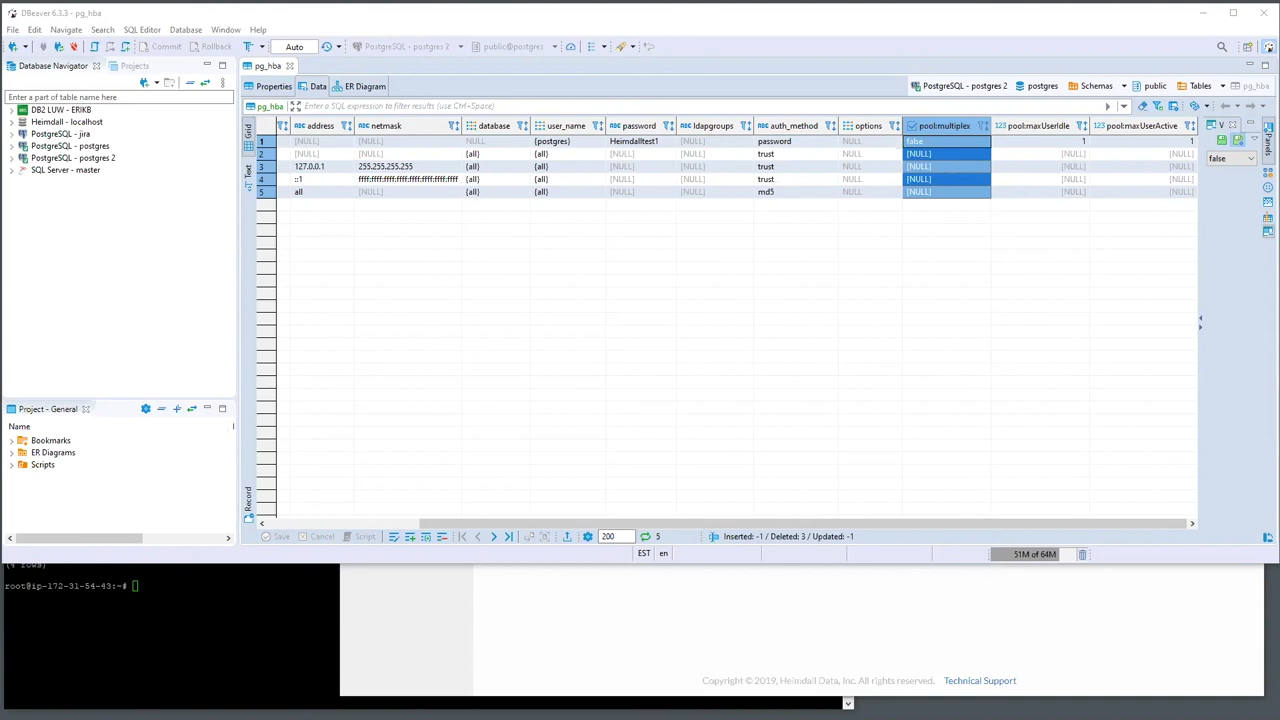 DBeaver 6.3.3 - pg_hba
File Edit Navigate Search SQL Editor Database Window Help
Commit Rollback Auto PostgreSQL - postgres 2 public@postgres
Database Navigator Projects
pg_hba
Properties Data ER Diagram PostgreSQL - postgres 2 postgres Schemas public Tables pg_hba
Enter a part of table name here
pg_hba Enter a SQL expression to filter results (use Ctrl+Space)
DB2 LUW - ERIKB
Heimdall - localhost
PostgreSQL - jira
PostgreSQL - postgres
PostgreSQL - postgres 2
SQL Server - master
Grid
Text
Record
Panels
address netmask database user_name password ldapgroups auth_method options pool:multiplex 123 pool:maxUserIdle 123 pool:maxUserActive
1 [NULL] [NULL] NULL {postgres} Heimdalltest1 [NULL] password NULL false 1 1
2 [NULL] [NULL] {all} {all} [NULL] [NULL] trust NULL [NULL] [NULL] [NULL]
3 127.0.0.1 255.255.255.255 {all} {all} [NULL] [NULL] trust NULL [NULL] [NULL] [NULL]
4 ::1 ffff:ffff:ffff:ffff:ffff:ffff:ffff:ffff {all} {all} [NULL] [NULL] trust NULL [NULL] [NULL] [NULL]
5 all [NULL] {all} {all} [NULL] [NULL] md5 NULL [NULL] [NULL] [NULL]
V
false
Project - General
Name
Bookmarks
ER Diagrams
Scripts
Save Cancel Script 200 5 Inserted: -1 / Deleted: 3 / Updated: -1
EST en 51M of 64M
(4 rows)
root@ip-172-31-54-43:~#
Copyright © 2019, Heimdall Data, Inc. All rights reserved. Technical Support